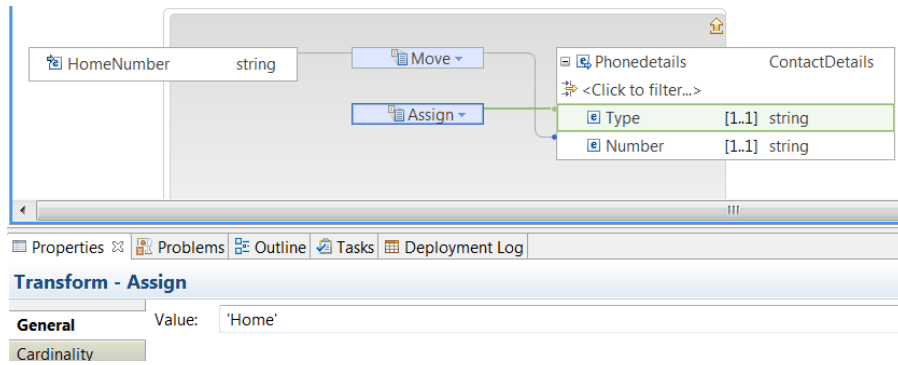 HomeNumber string
Move
Phonedetails ContactDetails
<Click to filter...>
Assign
Type [1..1] string
Number [1..1] string
Properties Problems Outline Tasks Deployment Log
Transform - Assign
General
Value: 'Home'
Cardinality